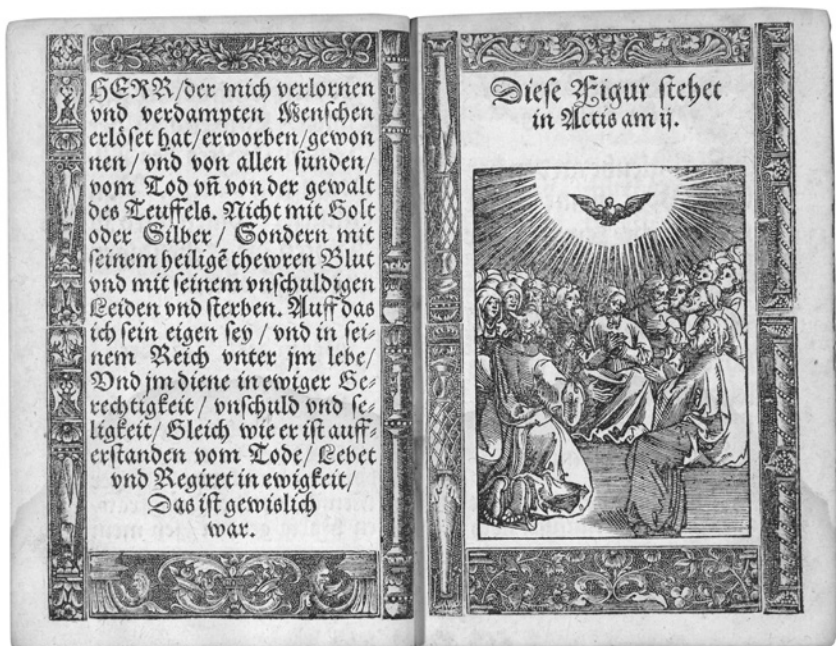 HERR/der mich verlornen
vnd verdampten Menschen
erlöset hat/erworben/gewon
nen/vnd von allen sunden/
vom Tod vn̄ von der gewalt
des Teuffels. Nicht mit Golt
oder Silber/ Sondern mit
seinem heiligē thewren Blut
vnd mit seinem vnschuldigen
Leiden vnd sterben. Auff das
ich sein eigen sey/vnd in sei⸗
nem Reich vnter jm lebe/
Vnd jm diene in ewiger Ge⸗
rechtigkeit/vnschuld vnd se⸗
ligkeit/Gleich wie er ist auff⸗
erstanden vom Tode/Lebet
vnd Regiret in ewigkeit/
Das ist gewislich
war.
Diese Figur stehet
in Actis am ij.